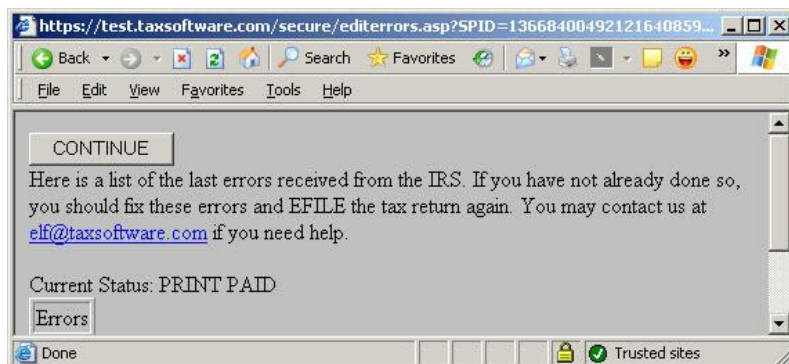 https://test.taxsoftware.com/secure/editerrors.asp?SPID=13668400492121640859...
Back Search Favorites »
File Edit View Favorites Tools Help
CONTINUE
Here is a list of the last errors received from the IRS. If you have not already done so,
you should fix these errors and EFILE the tax return again. You may contact us at
elf@taxsoftware.com if you need help.
Current Status: PRINT PAID
Errors
Done Trusted sites